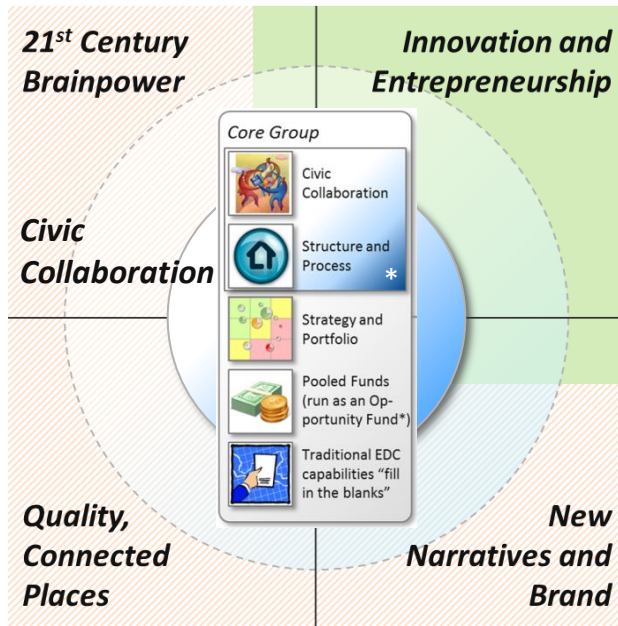 21st Century
Brainpower
Innovation and
Entrepreneurship
Core Group
Civic
Collaboration
Structure and
Process
*
Civic
Collaboration
Strategy and
Portfolio
Pooled Funds
(run as an Op-
portunity Fund*)
Traditional EDC
capabilities “fill
in the blanks”
Quality,
Connected
Places
New
Narratives and
Brand